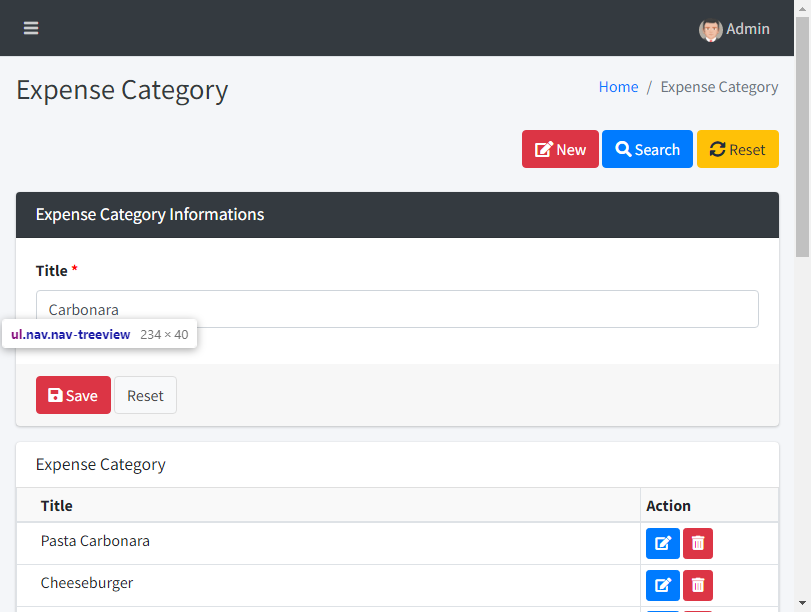 Admin
Expense Category
Home / Expense Category
New Search Reset
Expense Category Informations
Title *
Carbonara
ul.nav.nav-treeview 234 × 40
Save Reset
Expense Category
Title Action
Pasta Carbonara
Cheeseburger